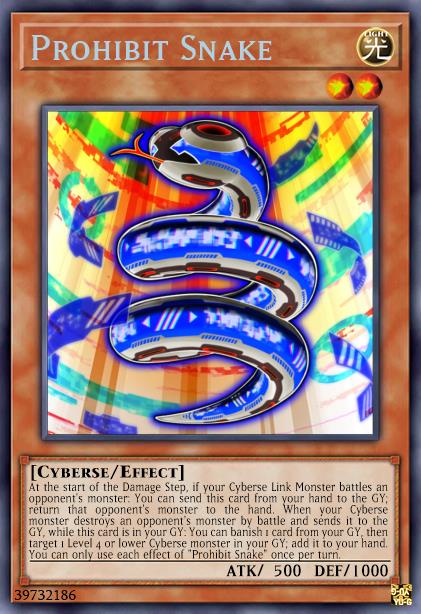 PROHIBIT SNAKE
LIGHT
光
[CYBERSE/EFFECT]
At the start of the Damage Step, if your Cyberse Link Monster battles an
opponent's monster: You can send this card from your hand to the GY;
return that opponent's monster to the hand. When your Cyberse
monster destroys an opponent's monster by battle and sends it to the
GY, while this card is in your GY: You can banish 1 card from your GY, then
target 1 Level 4 or lower Cyberse monster in your GY; add it to your hand.
You can only use each effect of "Prohibit Snake" once per turn.
ATK/ 500 DEF/1000
39732186